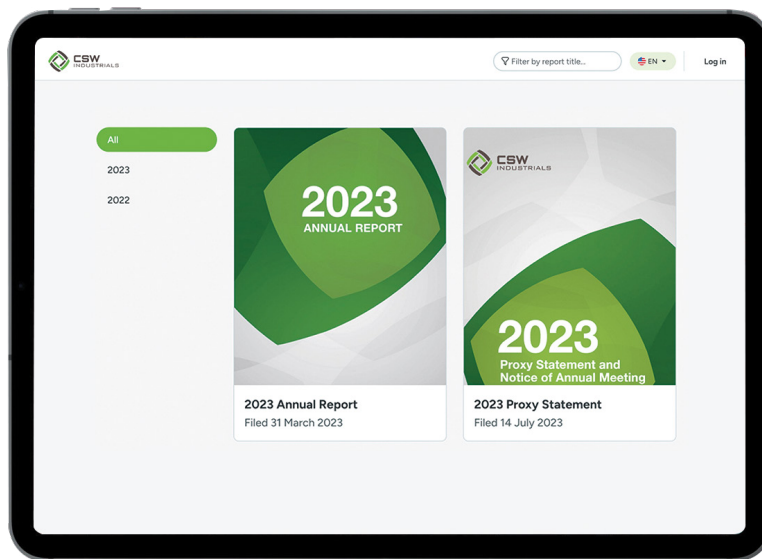 CSW
INDUSTRIALS
Filter by report title...
EN
Log in
All
2023
2022
2023
ANNUAL REPORT
2023 Annual Report
Filed 31 March 2023
CSW
INDUSTRIALS
2023
Proxy Statement and
Notice of Annual Meeting
2023 Proxy Statement
Filed 14 July 2023